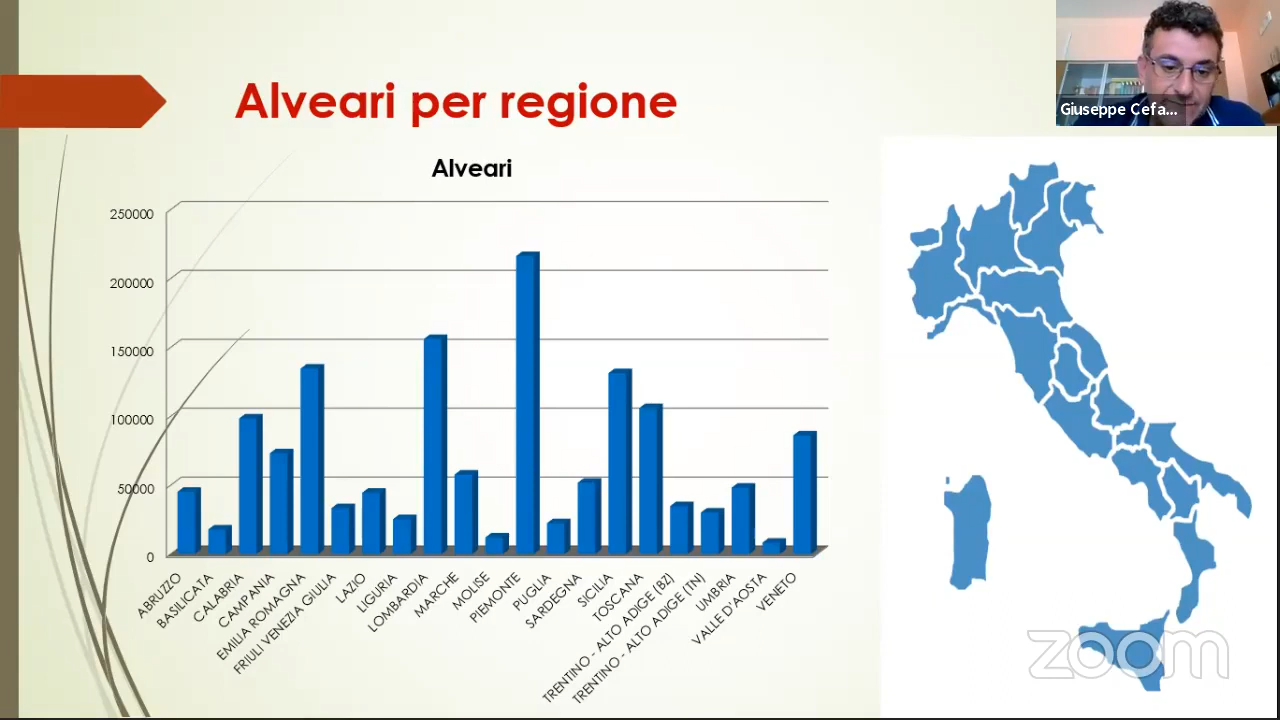 Alveari per regione
Giuseppe Cefa...
Alveari
250000
200000
150000
100000
50000
0
ABRUZZO
BASILICATA
CALABRIA
CAMPANIA
EMILIA ROMAGNA
FRIULI VENEZIA GIULIA
LAZIO
LIGURIA
LOMBARDIA
MARCHE
MOLISE
PIEMONTE
PUGLIA
SARDEGNA
SICILIA
TOSCANA
TRENTINO - ALTO ADIGE (BZ)
TRENTINO - ALTO ADIGE (TN)
UMBRIA
VALLE D'AOSTA
VENETO
zoom